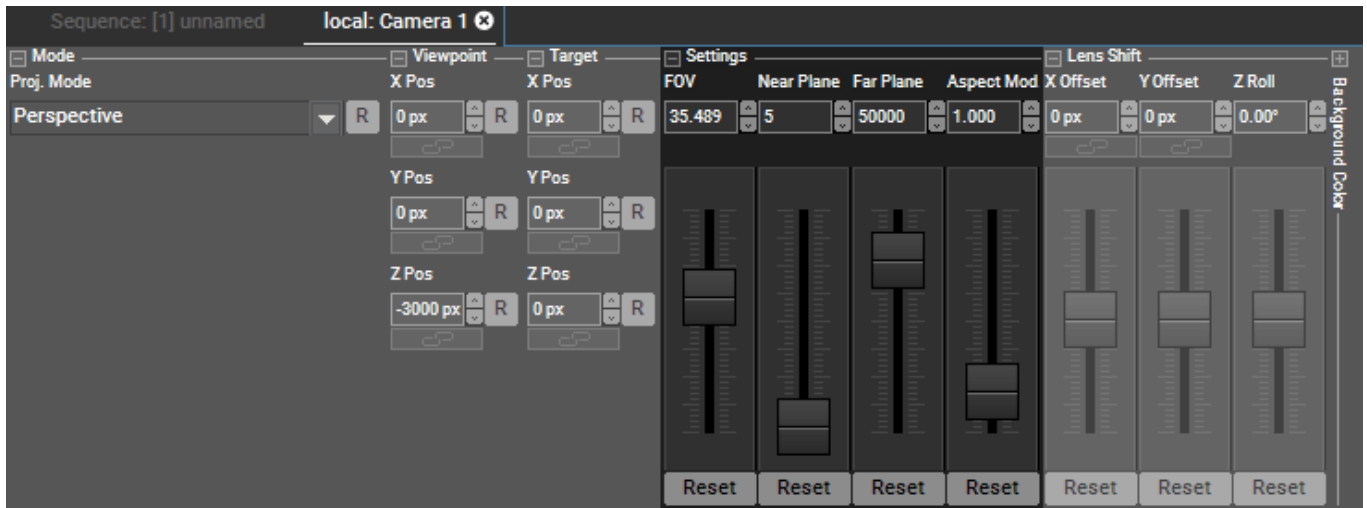 Sequence: [1] unnamed local: Camera 1
Mode Viewpoint Target Settings Lens Shift
Proj. Mode X Pos X Pos FOV Near Plane Far Plane Aspect Mod X Offset Y Offset Z Roll
Perspective R 0 px R 0 px R 35.489 5 50000 1.000 0 px 0 px 0.00°
Y Pos Y Pos
0 px R 0 px R
Z Pos Z Pos
-3000 px R 0 px R
Reset Reset Reset Reset Reset Reset Reset
Background Color